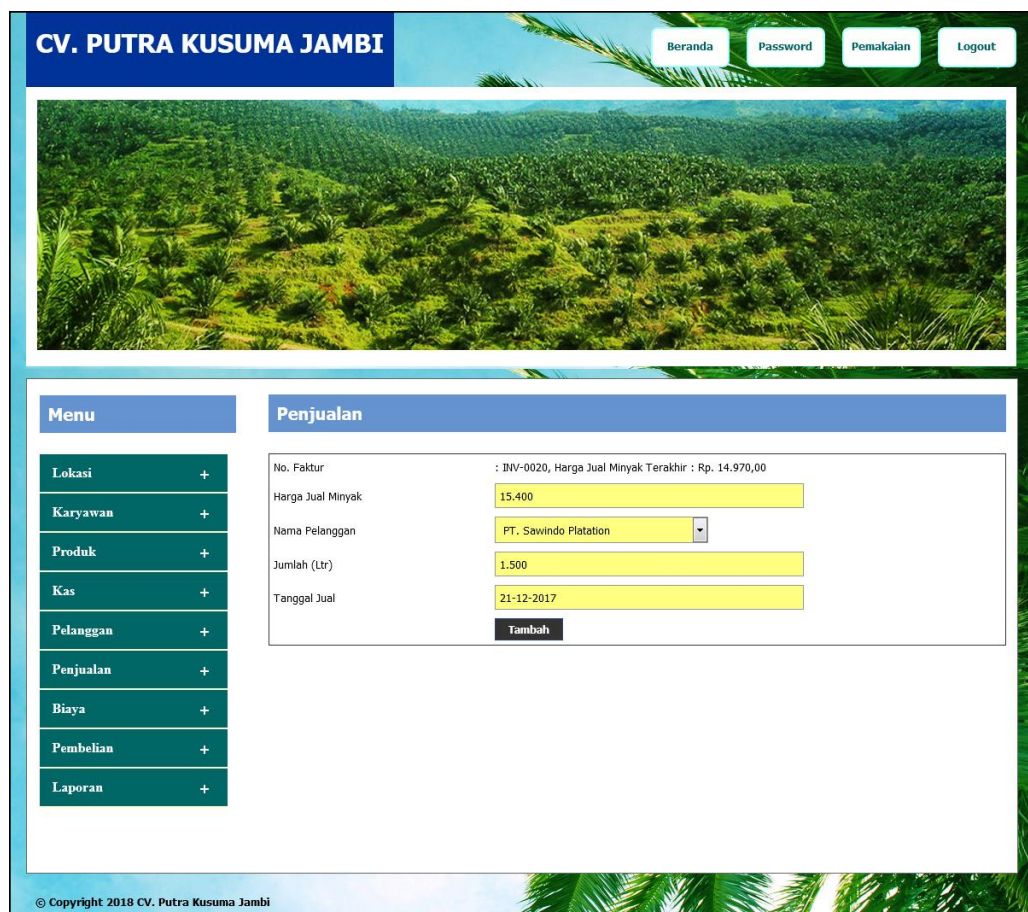 CV. PUTRA KUSUMA JAMBI
Beranda
Password
Pemakaian
Logout
Menu
Lokasi +
Karyawan +
Produk +
Kas +
Pelanggan +
Penjualan +
Biaya +
Pembelian +
Laporan +
Penjualan
No. Faktur : INV-0020, Harga Jual Minyak Terakhir : Rp. 14.970,00
Harga Jual Minyak 15.400
Nama Pelanggan PT. Sawindo Platation
Jumlah (Ltr) 1.500
Tanggal Jual 21-12-2017
Tambah
© Copyright 2018 CV. Putra Kusuma Jambi